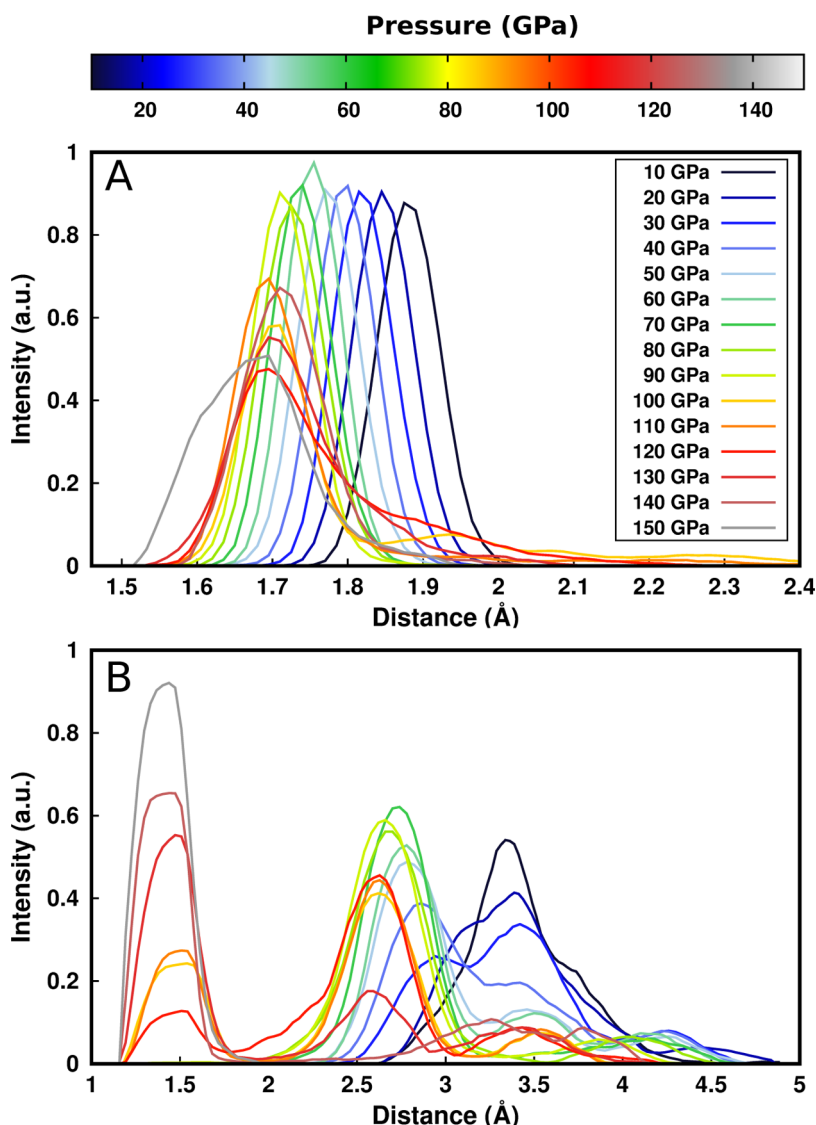 Pressure (GPa)
20 40 60 80 100 120 140
A
Intensity (a.u.)
1
0.8
0.6
0.4
0.2
0
10 GPa
20 GPa
30 GPa
40 GPa
50 GPa
60 GPa
70 GPa
80 GPa
90 GPa
100 GPa
110 GPa
120 GPa
130 GPa
140 GPa
150 GPa
1.5 1.6 1.7 1.8 1.9 2 2.1 2.2 2.3 2.4
Distance (Å)
B
Intensity (a.u.)
1
0.8
0.6
0.4
0.2
0
1 1.5 2 2.5 3 3.5 4 4.5 5
Distance (Å)